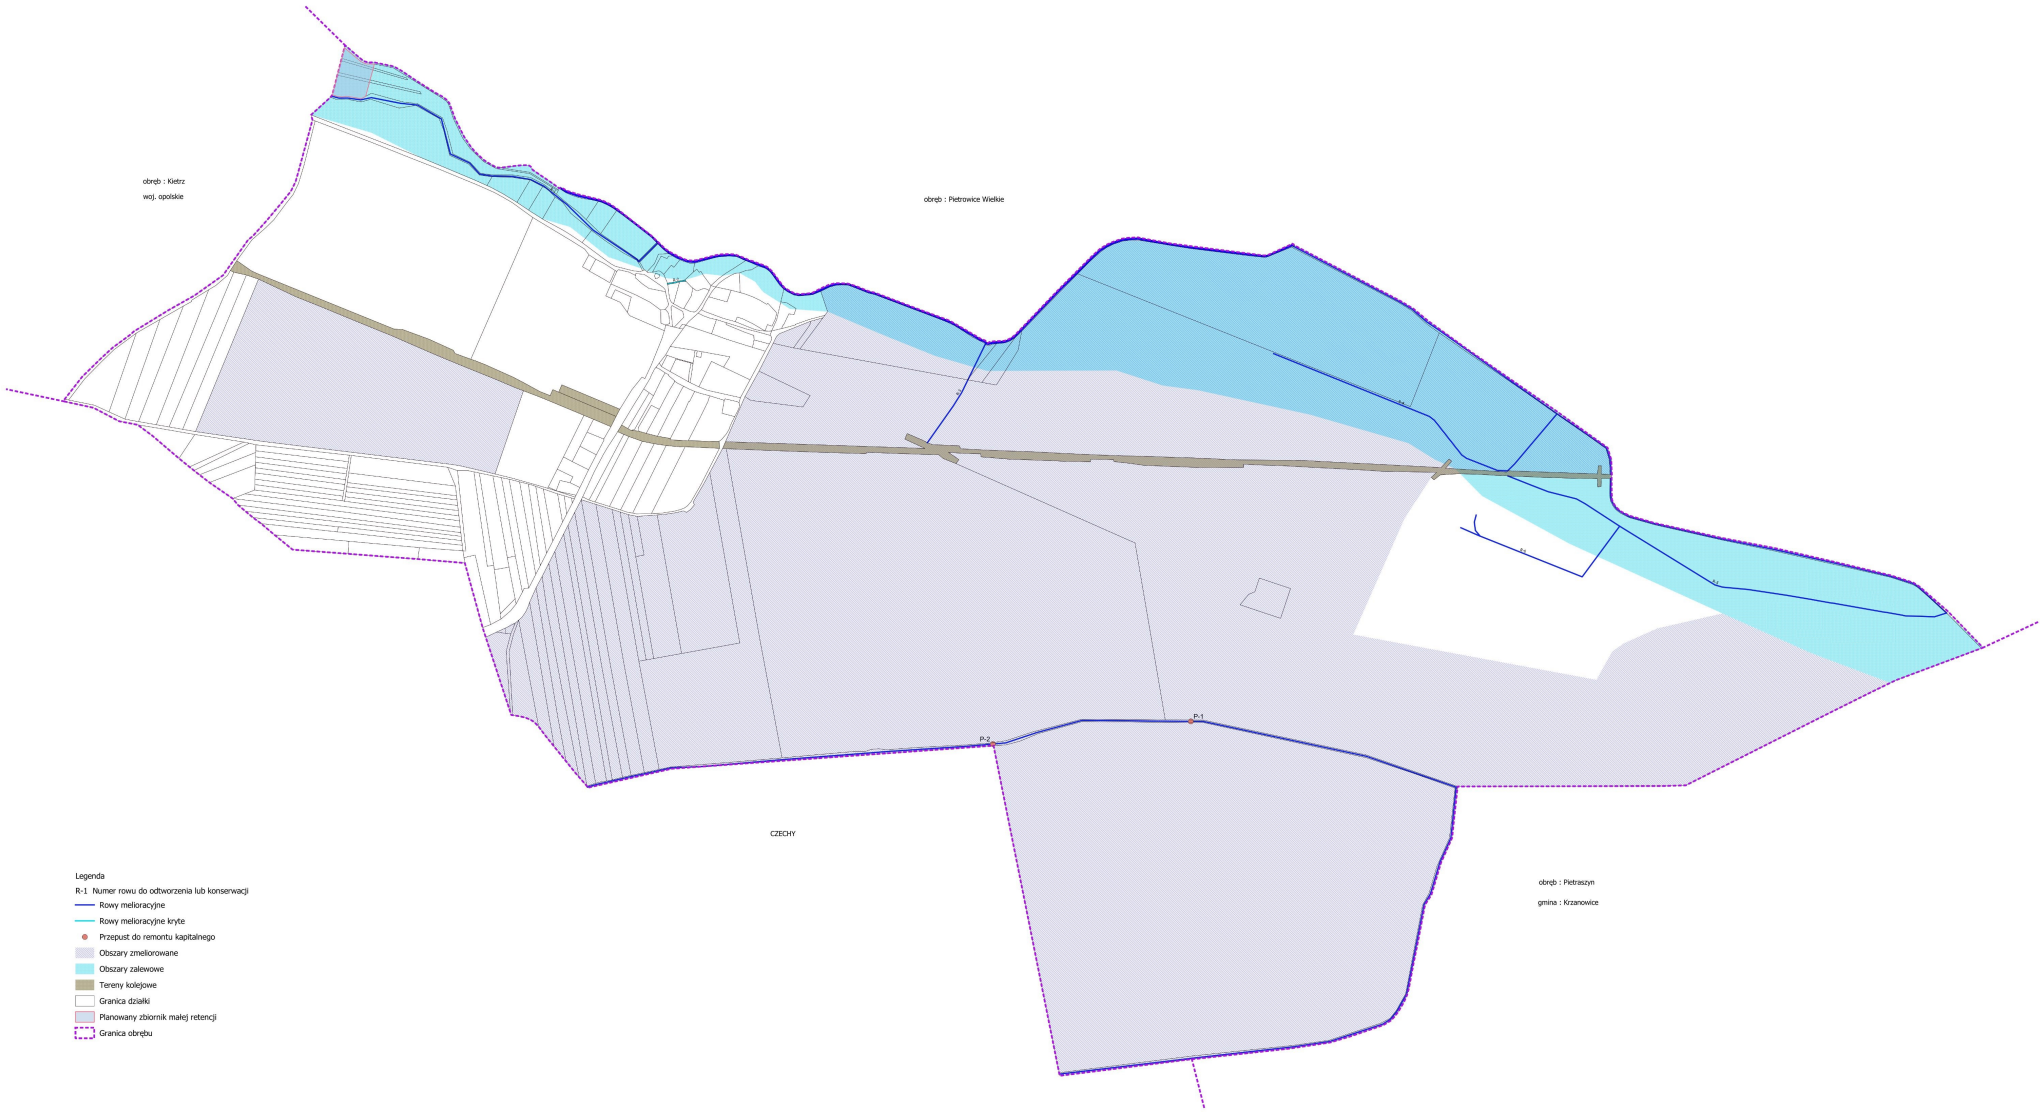 obręb : Kietrz
woj. opolskie
obręb : Pietrowice Wielkie
P-1
P-2
CZECHY
obręb : Pietraszyn
gmina : Krzanowice
Legenda
R-1 Numer rowu do odtworzenia lub konserwacji
Rowy melioracyjne
Rowy melioracyjne kryte
Przepust do remontu kapitalnego
Obszary zmeliorowane
Obszary zalewowe
Tereny kolejowe
Granica działki
Planowany zbiornik małej retencji
Granica obrębu